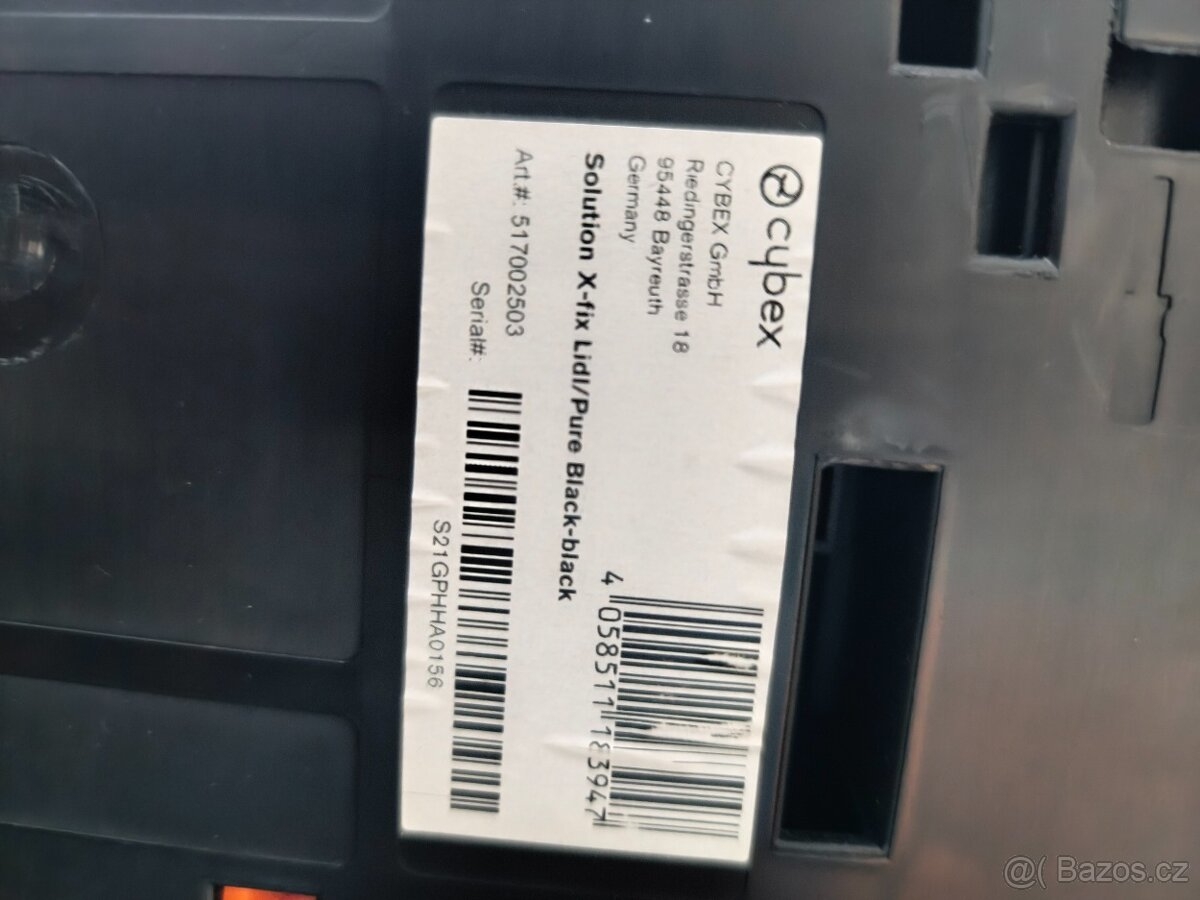 cybex
CYBEX GmbH
Riedingerstrasse 18
95448 Bayreuth
Germany
4 058511 183947
Solution X-fix Lidl/Pure Black-black
Art.#: 517002503
Serial#:
S21GPHHA0156
@( Bazos.cz